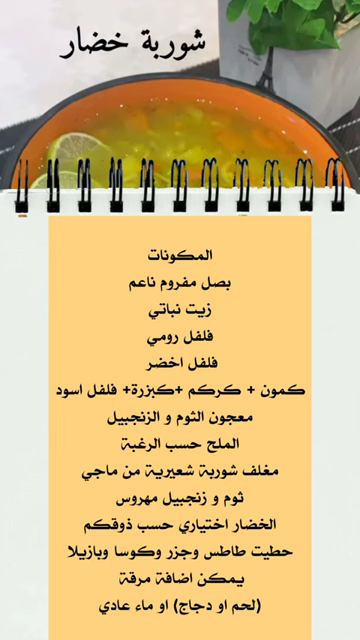 شوربة خضار
المكونات
بصل مفروم ناعم
زيت نباتي
فلفل رومي
فلفل اخضر
كمون + كركم +كبزرة+ فلفل اسود
معجون الثوم و الزنجبيل
الملح حسب الرغبة
مغلف شوربة شعيرية من ماجي
ثوم و زنجبيل مهروس
الخضار اختياري حسب ذوقكم
حطيت طاطس وجزر وكوسا وبازيلا
يمكن اضافة مرقة
(لحم او دجاج) او ماء عادي